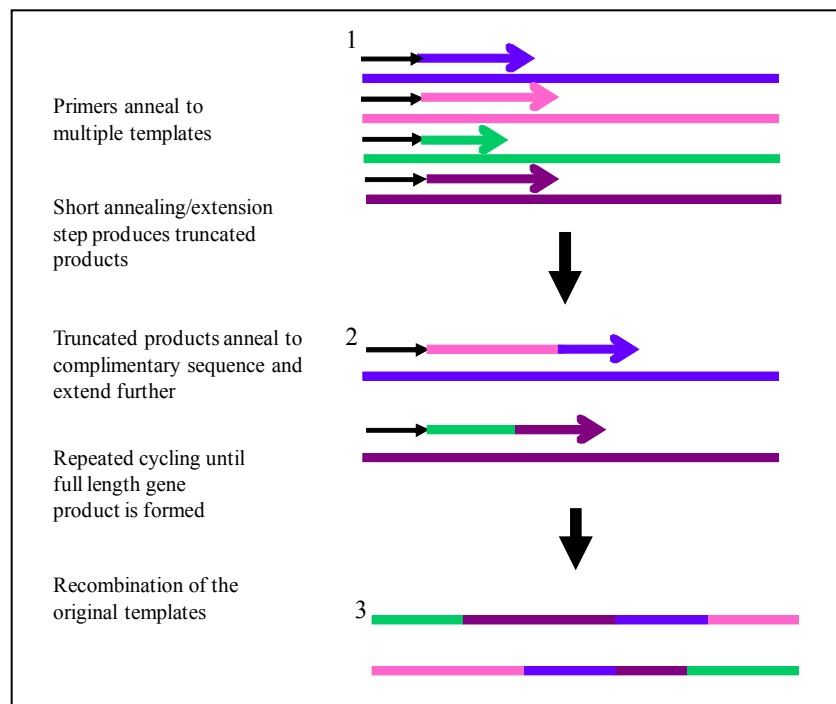 1
Primers anneal to
multiple templates
Short annealing/extension
step produces truncated
products
Truncated products anneal to
complimentary sequence and
extend further
2
Repeated cycling until
full length gene
product is formed
Recombination of the
original templates
3